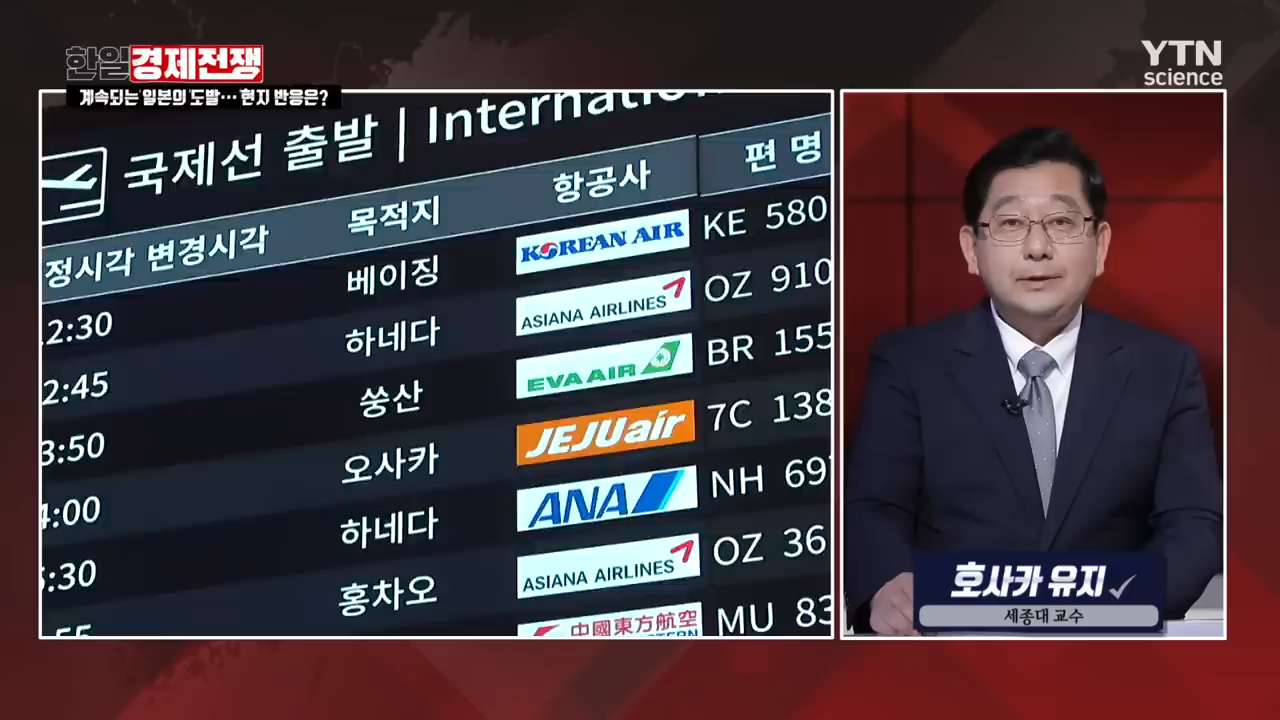 한일경제전쟁
계속되는 일본의 도발… 현지 반응은?
YTN
science
국제선 출발 | Internatio
정시각 변경시각 목적지 항공사 편명
2:30 베이징 KOREAN AIR KE 580
2:45 하네다 ASIANA AIRLINES OZ 910
3:50 쑹산 EVA AIR BR 155
4:00 오사카 JEJUair 7C 138
:30 하네다 ANA NH 69
55 홍차오 ASIANA AIRLINES OZ 36
中國東方航空 MU 83
호사카 유지
세종대 교수